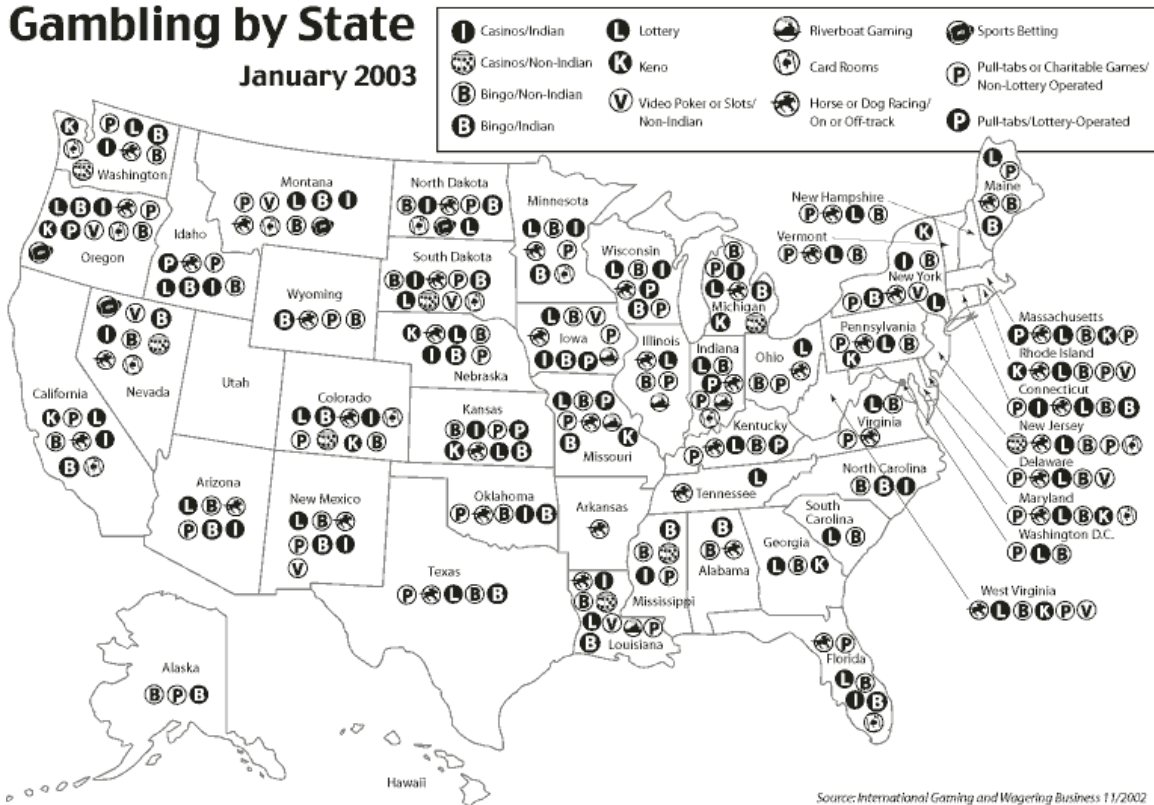 Gambling by State
January 2003
I Casinos/Indian
Casinos/Non-Indian
B Bingo/Non-Indian
B Bingo/Indian
L Lottery
K Keno
V Video Poker or Slots/
Non-Indian
Riverboat Gaming
Card Rooms
Horse or Dog Racing/
On or Off-track
Sports Betting
P Pull-tabs or Charitable Games/
Non-Lottery Operated
P Pull-tabs/Lottery-Operated
K P L B
I B
Washington
L B I P
K P V B
Oregon
Idaho
P P
L B I B
Montana
P V L B I
B
North Dakota
B I P B
L
South Dakota
B I P B
L V
Wyoming
B P B
K L B
I B P
Nebraska
Minnesota
L B I
P
B
Wisconsin
L B I
P
B P
B
P I
L B
Michigan
K
L B V
Iowa P
I B P
Illinois
L
B P
Indiana
L B
P
P
Ohio L
B P
V B
I B
Nevada
Utah
California
K P L
B I
B
Colorado
L B I
P K B
Kansas
B I P P
K L B
L B P
P
B K
Missouri
Kentucky
P L B P
Arizona
L B
P B I
New Mexico
L B
P B I
V
Oklahoma
P B I B
Arkansas
Tennessee
L
Texas
P L B B
I
B
L V P
B
Louisiana
B
B
I P
Mississippi
B
B
Alabama
Georgia
L B K
South
Carolina
L B
North Carolina
B B I
L B
Virginia
P
Pennsylvania
P L B
K
K
I B
New York
P B V L
New Hampshire
P L B
Vermont
P L B
L
P
Maine
B
B
Massachusetts
P L B K P
Rhode Island
K L B P V
Connecticut
P I L B B
New Jersey
L B P
Delaware
P L B V
Maryland
P L B K
Washington D.C.
P L B
West Virginia
L B K P V
P
Florida
L B
I B
Alaska
B P B
Hawaii
Source: International Gaming and Wagering Business 11/2002